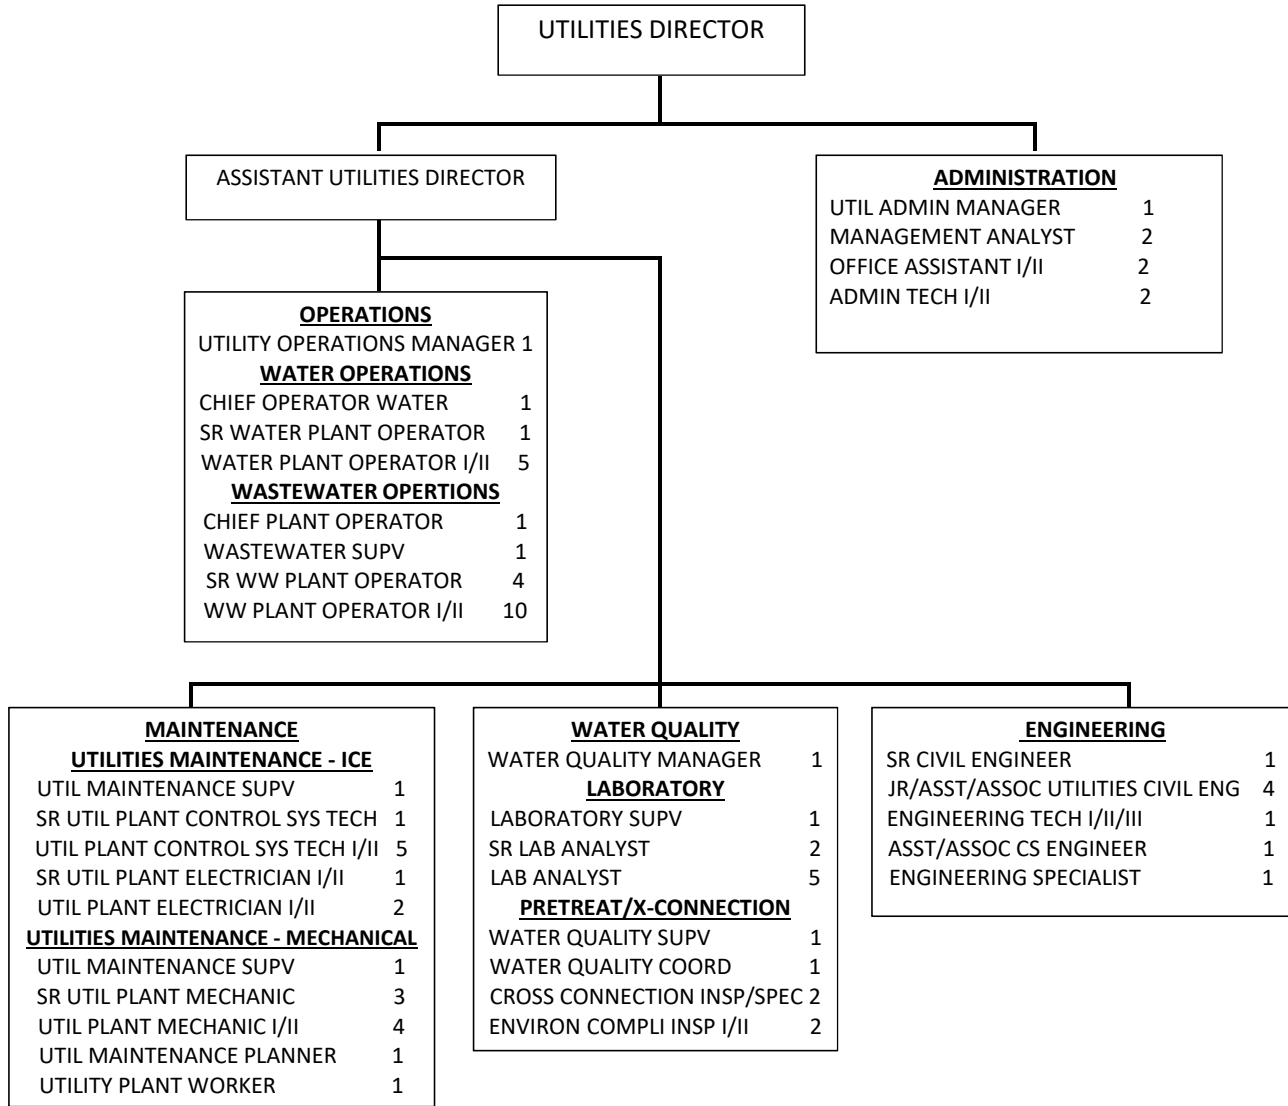 UTILITIES DIRECTOR
ASSISTANT UTILITIES DIRECTOR
ADMINISTRATION
UTIL ADMIN MANAGER 1
MANAGEMENT ANALYST 2
OFFICE ASSISTANT I/II 2
ADMIN TECH I/II 2
OPERATIONS
UTILITY OPERATIONS MANAGER 1
WATER OPERATIONS
CHIEF OPERATOR WATER 1
SR WATER PLANT OPERATOR 1
WATER PLANT OPERATOR I/II 5
WASTEWATER OPERTIONS
CHIEF PLANT OPERATOR 1
WASTEWATER SUPV 1
SR WW PLANT OPERATOR 4
WW PLANT OPERATOR I/II 10
MAINTENANCE
UTILITIES MAINTENANCE - ICE
UTIL MAINTENANCE SUPV 1
SR UTIL PLANT CONTROL SYS TECH 1
UTIL PLANT CONTROL SYS TECH I/II 5
SR UTIL PLANT ELECTRICIAN I/II 1
UTIL PLANT ELECTRICIAN I/II 2
UTILITIES MAINTENANCE - MECHANICAL
UTIL MAINTENANCE SUPV 1
SR UTIL PLANT MECHANIC 3
UTIL PLANT MECHANIC I/II 4
UTIL MAINTENANCE PLANNER 1
UTILITY PLANT WORKER 1
WATER QUALITY
WATER QUALITY MANAGER 1
LABORATORY
LABORATORY SUPV 1
SR LAB ANALYST 2
LAB ANALYST 5
PRETREAT/X-CONNECTION
WATER QUALITY SUPV 1
WATER QUALITY COORD 1
CROSS CONNECTION INSP/SPEC 2
ENVIRON COMPLI INSP I/II 2
ENGINEERING
SR CIVIL ENGINEER 1
JR/ASST/ASSOC UTILITIES CIVIL ENG 4
ENGINEERING TECH I/II/III 1
ASST/ASSOC CS ENGINEER 1
ENGINEERING SPECIALIST 1